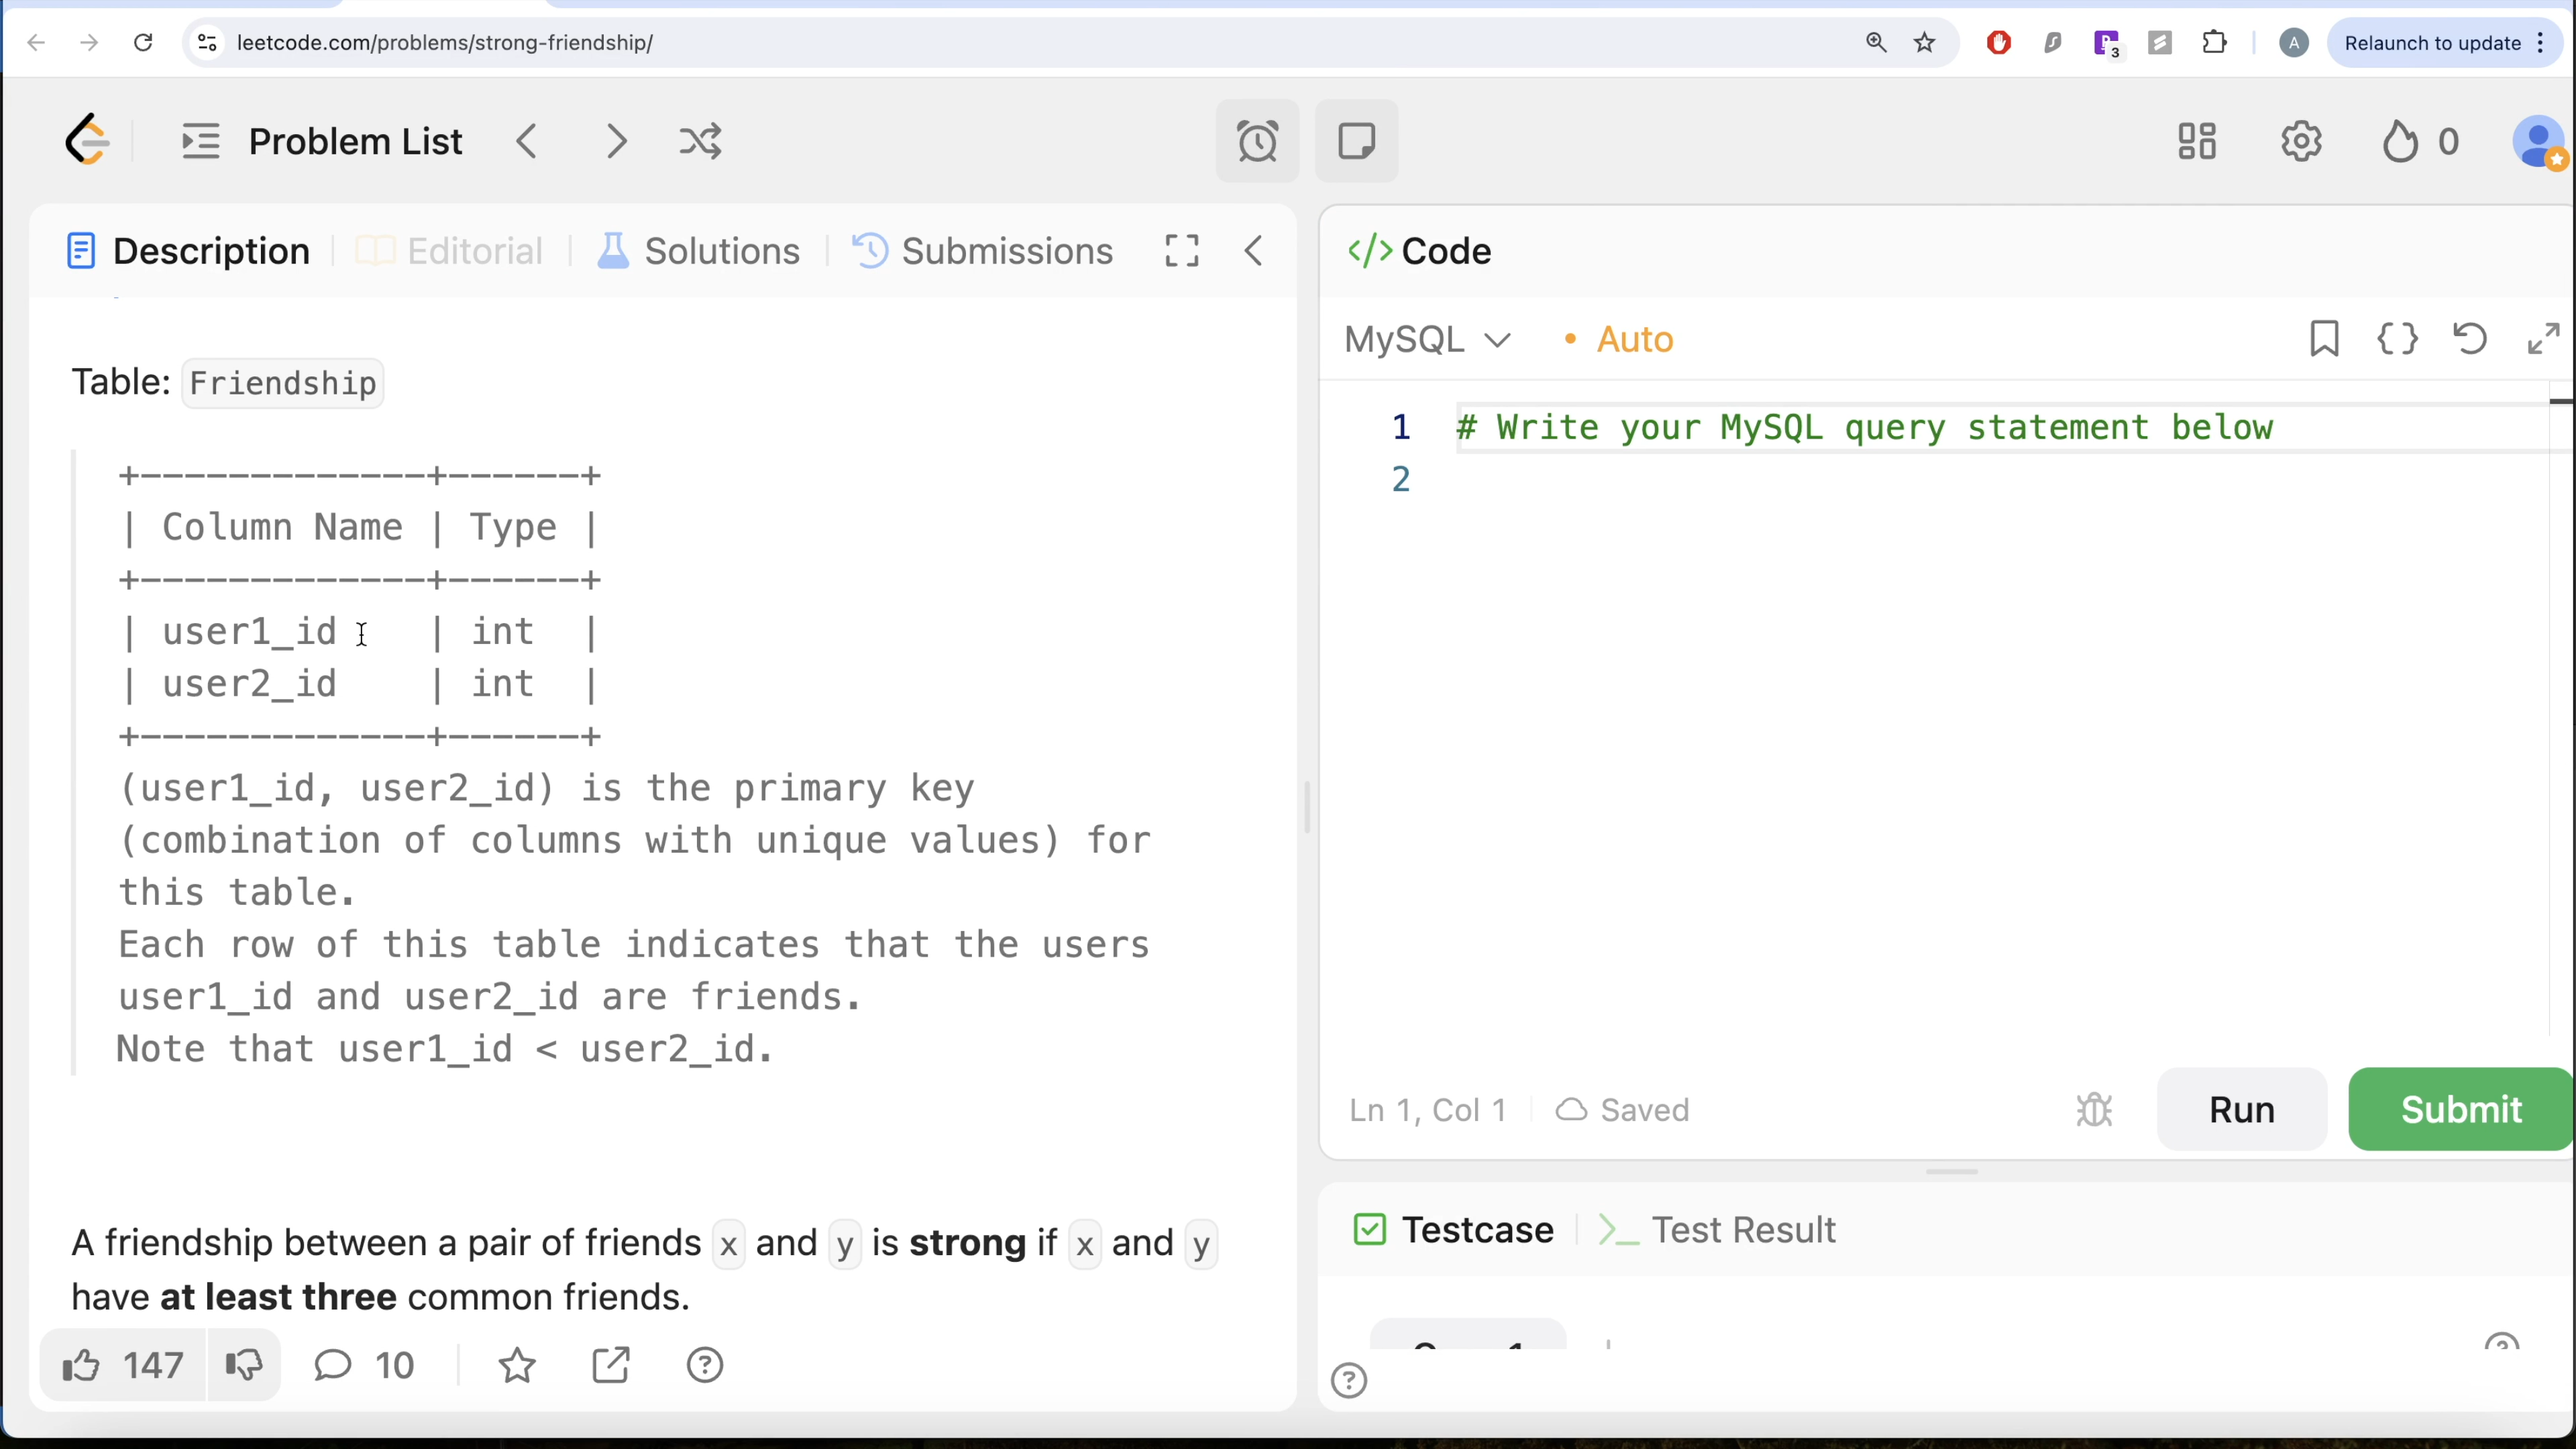 leetcode.com/problems/strong-friendship/
3
A
Relaunch to update
Problem List
0
Description
Editorial
Solutions
Submissions
Table: Friendship
+-------------+------+
| Column Name | Type |
+-------------+------+
| user1_id    | int  |
| user2_id    | int  |
+-------------+------+
(user1_id, user2_id) is the primary key
(combination of columns with unique values) for
this table.
Each row of this table indicates that the users
user1_id and user2_id are friends.
Note that user1_id < user2_id.
A friendship between a pair of friends x and y is strong if x and y
have at least three common friends.
147
10
</> Code
MySQL
• Auto
1 # Write your MySQL query statement below
2
Ln 1, Col 1
Saved
Run
Submit
Testcase
Test Result